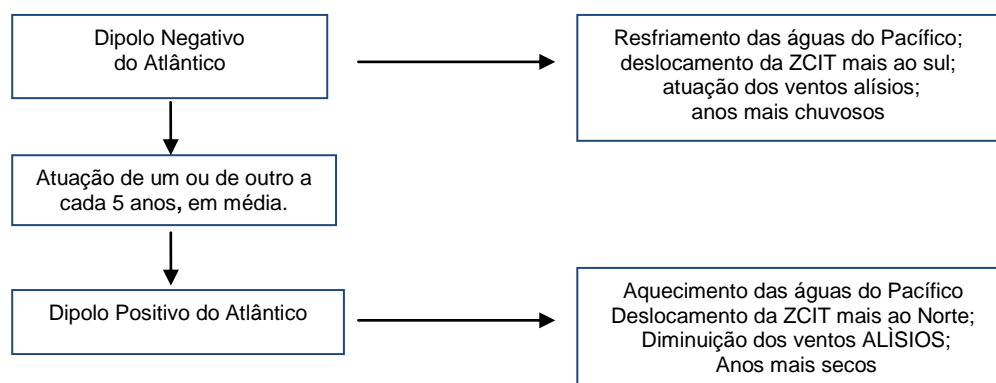 Dipolo Negativo
do Atlântico
Resfriamento das águas do Pacífico;
deslocamento da ZCIT mais ao sul;
atuação dos ventos alísios;
anos mais chuvosos
Atuação de um ou de outro a
cada 5 anos, em média.
Dipolo Positivo do Atlântico
Aquecimento das águas do Pacífico
Deslocamento da ZCIT mais ao Norte;
Diminuição dos ventos ALÌSIOS;
Anos mais secos